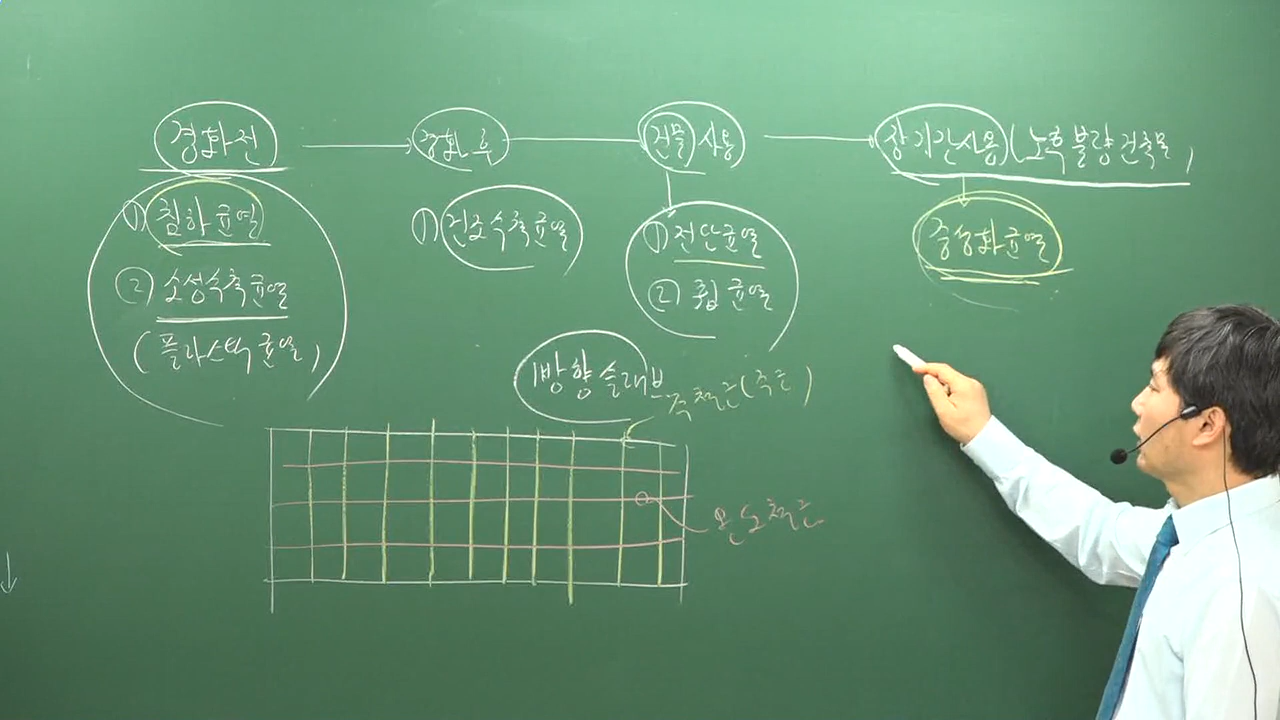 경화전 → 경화 후 → 건물 사용 → 장기간사용 (노후불량건축물)
① 침하균열
② 소성수축균열
(플라스틱 균열)
① 건조수축균열
① 전단균열
② 휨균열
중성화균열
1방향슬래브
주철근(주근)
온도철근